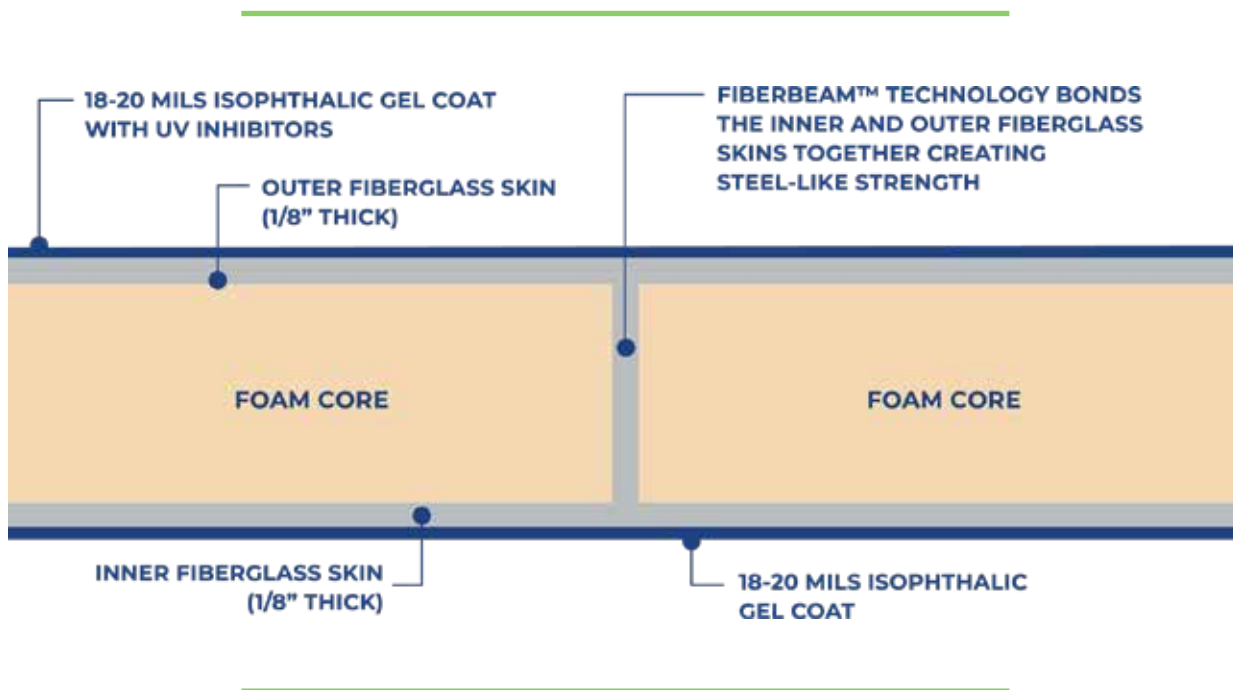 18-20 MILS ISOPHTHALIC GEL COAT
WITH UV INHIBITORS
FIBERBEAM™ TECHNOLOGY BONDS
THE INNER AND OUTER FIBERGLASS
SKINS TOGETHER CREATING
STEEL-LIKE STRENGTH
OUTER FIBERGLASS SKIN
(1/8” THICK)
FOAM CORE
FOAM CORE
INNER FIBERGLASS SKIN
(1/8” THICK)
18-20 MILS ISOPHTHALIC
GEL COAT